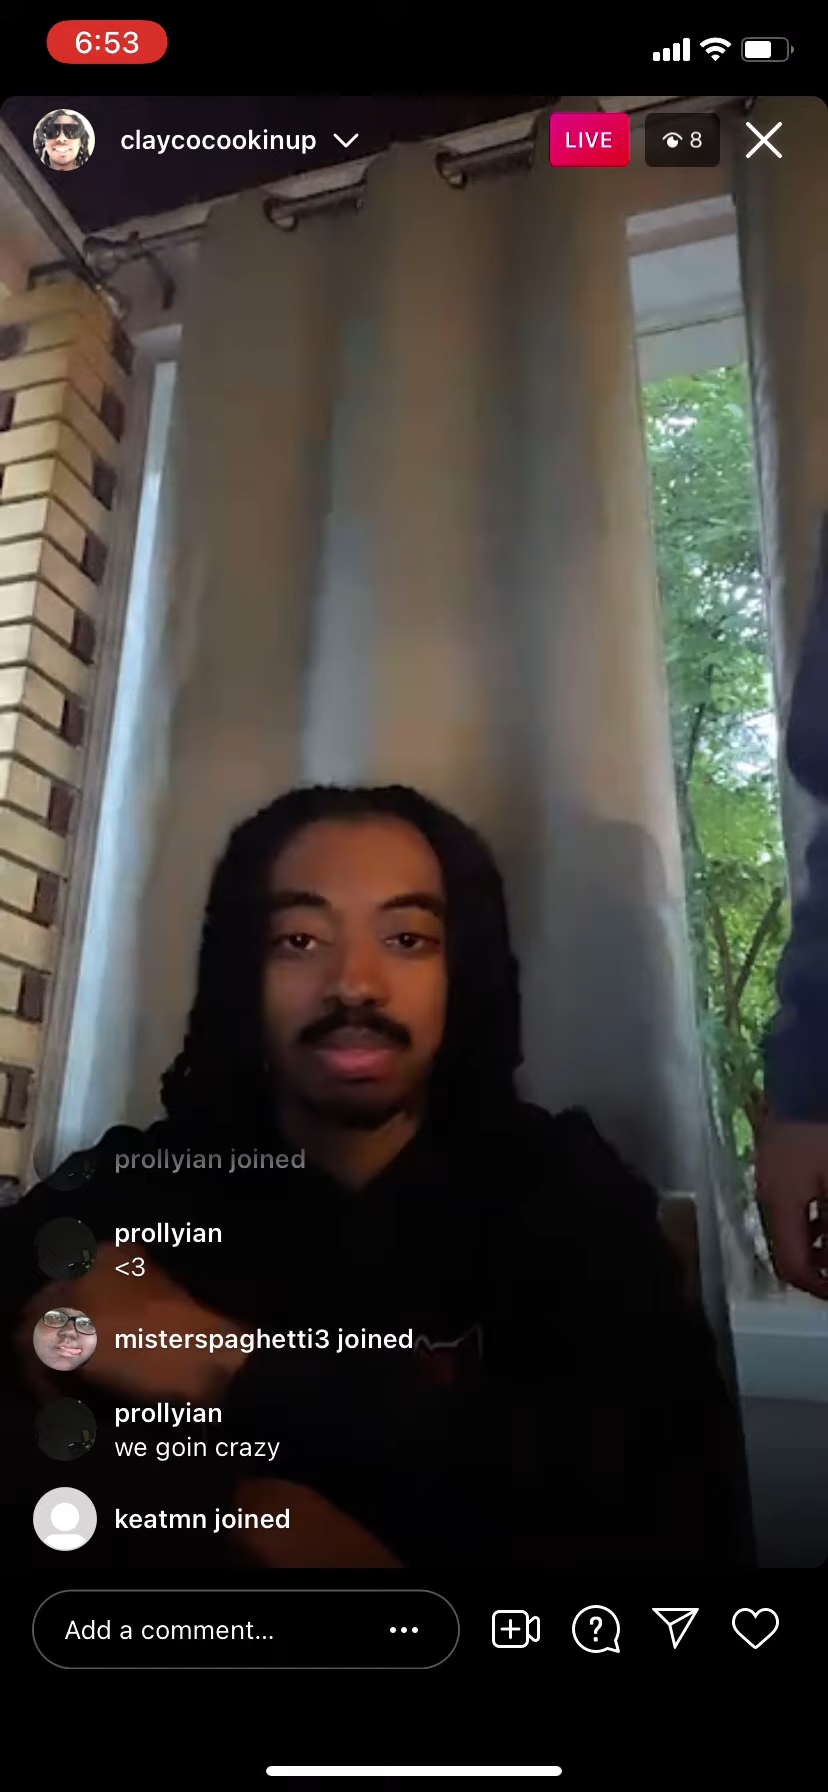 6:53
claycocookinup
LIVE
8
prollyian joined
prollyian
<3
misterspaghetti3 joined
prollyian
we goin crazy
keatmn joined
Add a comment...